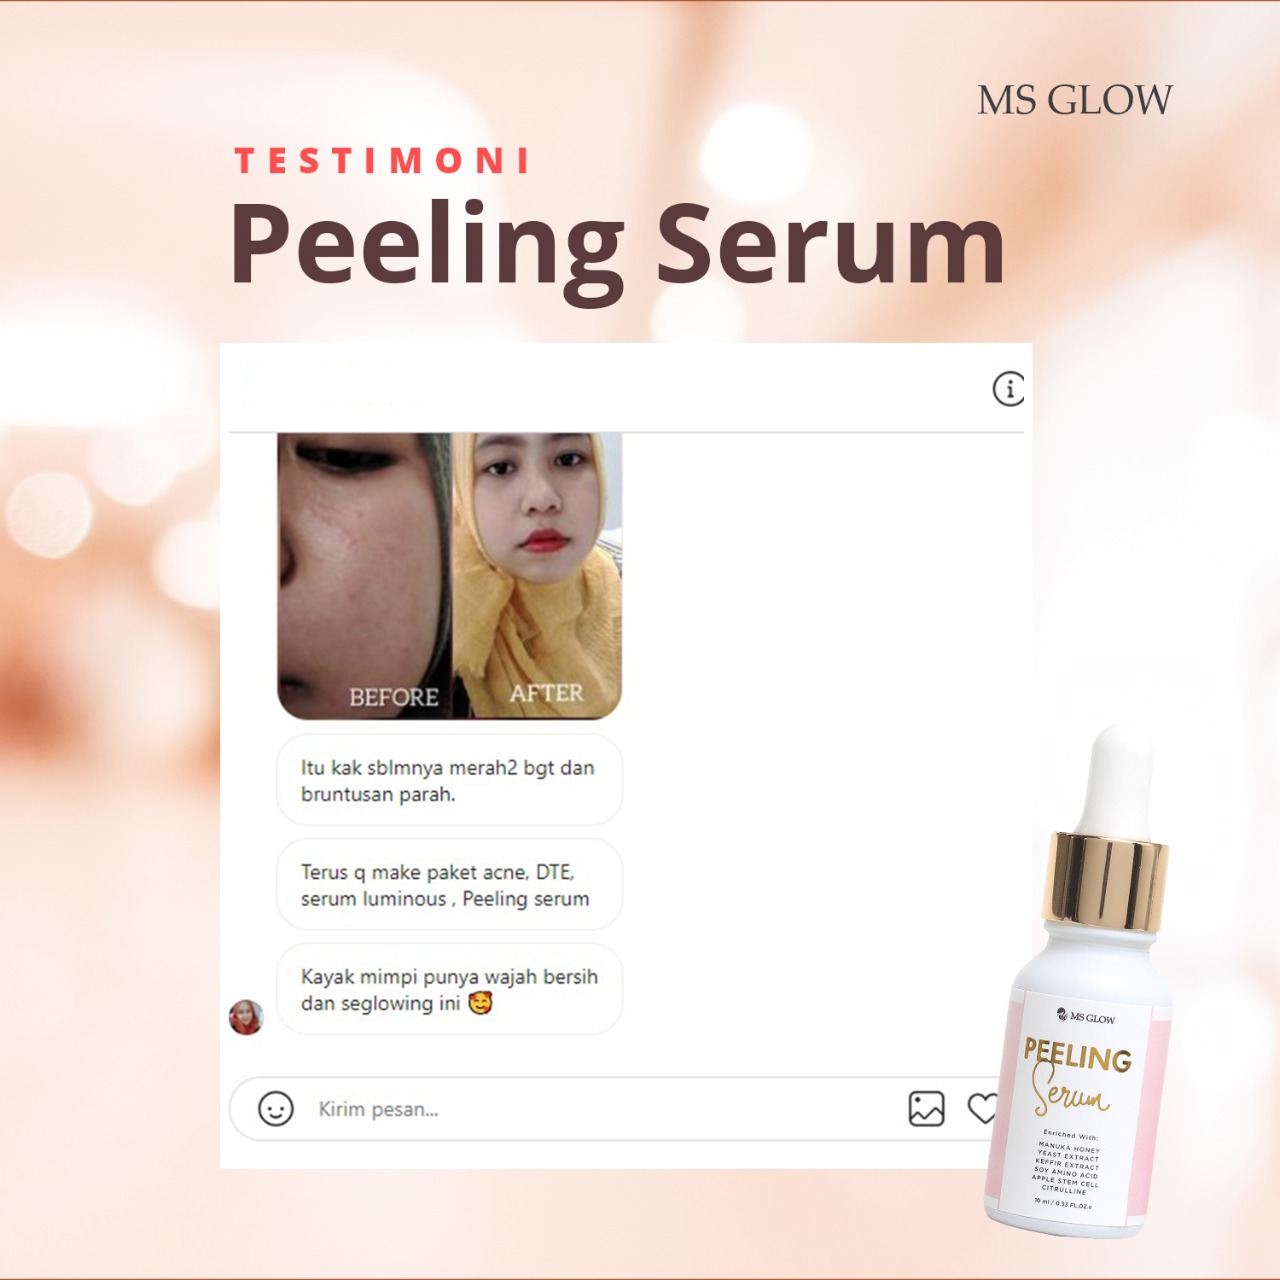 MS GLOW
TESTIMONI
Peeling Serum
BEFORE
AFTER
Itu kak sblmnya merah2 bgt dan
bruntusan parah.
Terus q make paket acne, DTE,
serum luminous , Peeling serum
Kayak mimpi punya wajah bersih
dan seglowing ini 🥰
Kirim pesan...
MS GLOW
PEELING
Serum
Enriched With:
MANUKA HONEY
YEAST EXTRACT
KEFFIR EXTRACT
SOY AMINO ACID
APPLE STEM CELL
CITRULLINE
10 ml / 0.33 FL.OZ.e